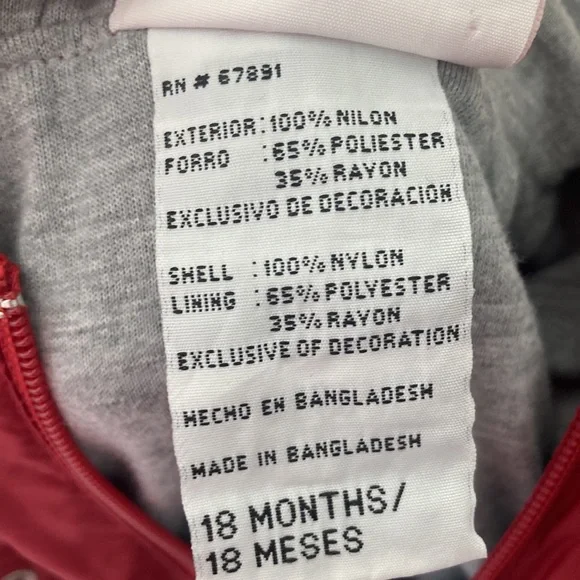 RN # 67891
EXTERIOR:100% NILON
FORRO :65% POLIESTER
35% RAYON
EXCLUSIVO DE DECORACION
SHELL :100% NYLON
LINING :65% POLYESTER
35% RAYON
EXCLUSIVE OF DECORATION
HECHO EN BANGLADESH
MADE IN BANGLADESH
18 MONTHS/
18 MESES